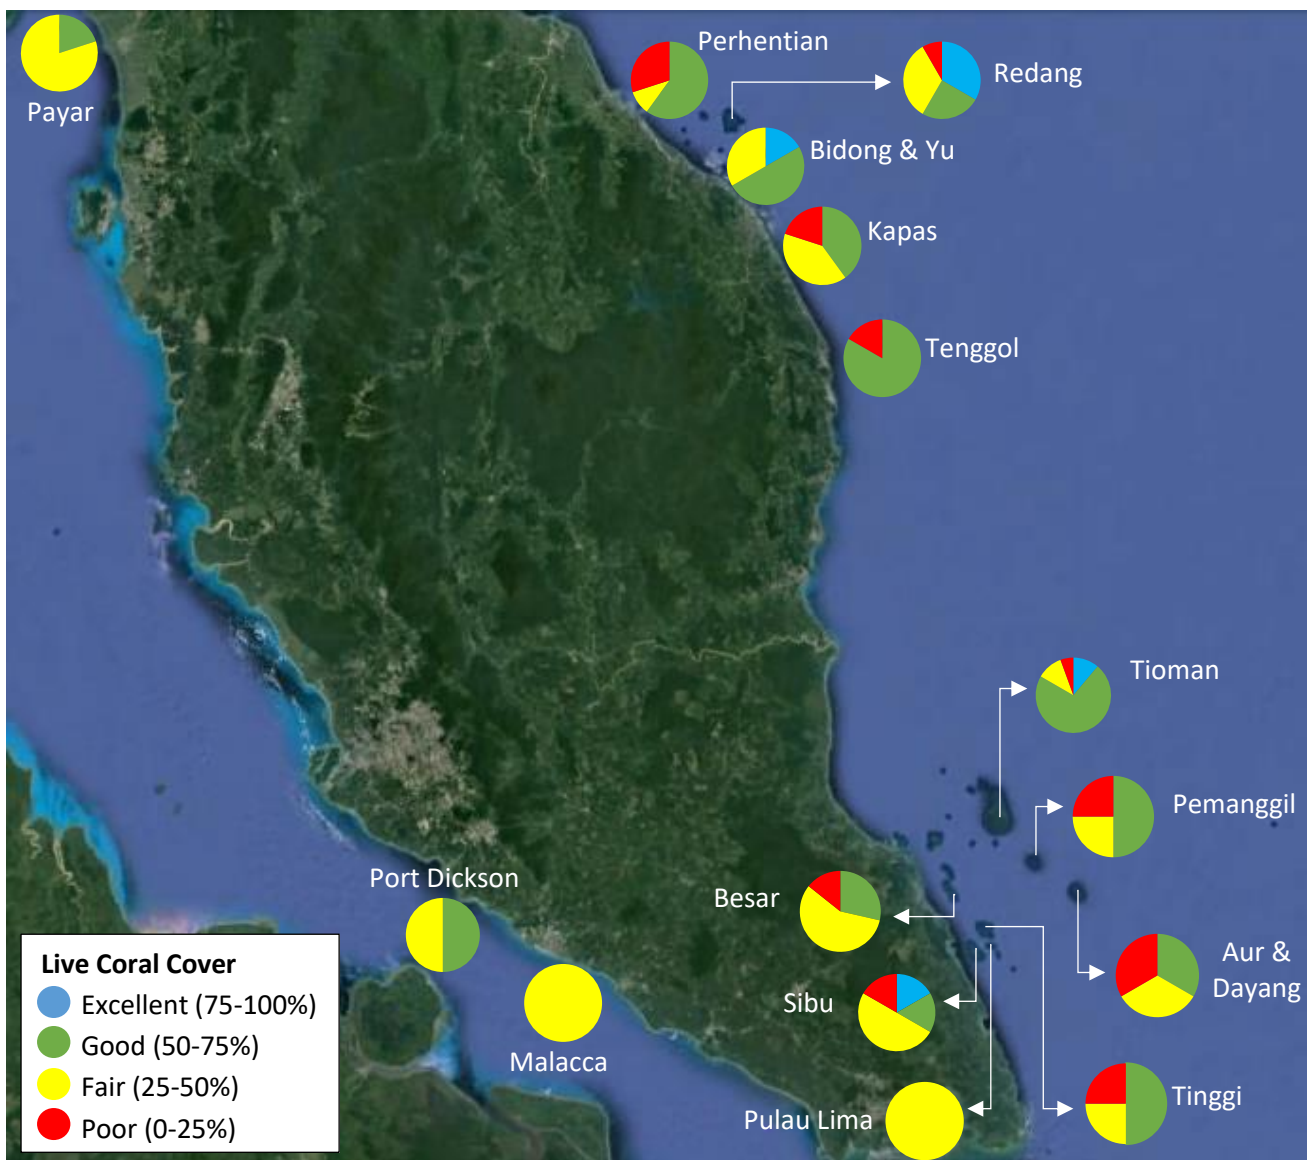 Perhentian
Redang
Payar
Bidong & Yu
Kapas
Tenggol
Tioman
Pemanggil
Port Dickson
Besar
Aur &
Dayang
Live Coral Cover
Excellent (75-100%)
Good (50-75%)
Fair (25-50%)
Poor (0-25%)
Sibu
Malacca
Tinggi
Pulau Lima